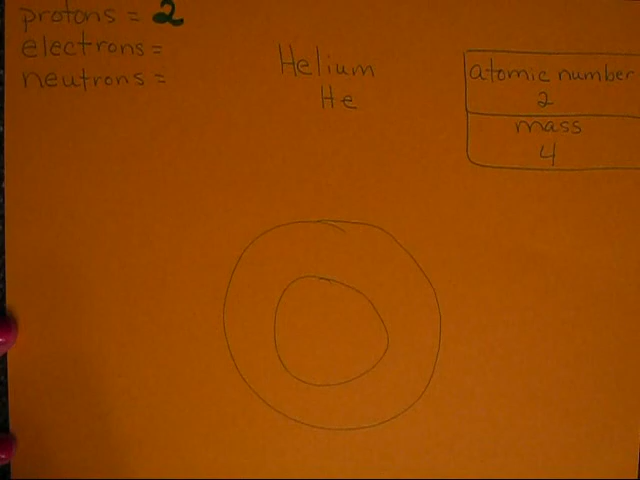 protons = 2
electrons =
neutrons =
Helium
He
atomic number
2
mass
4